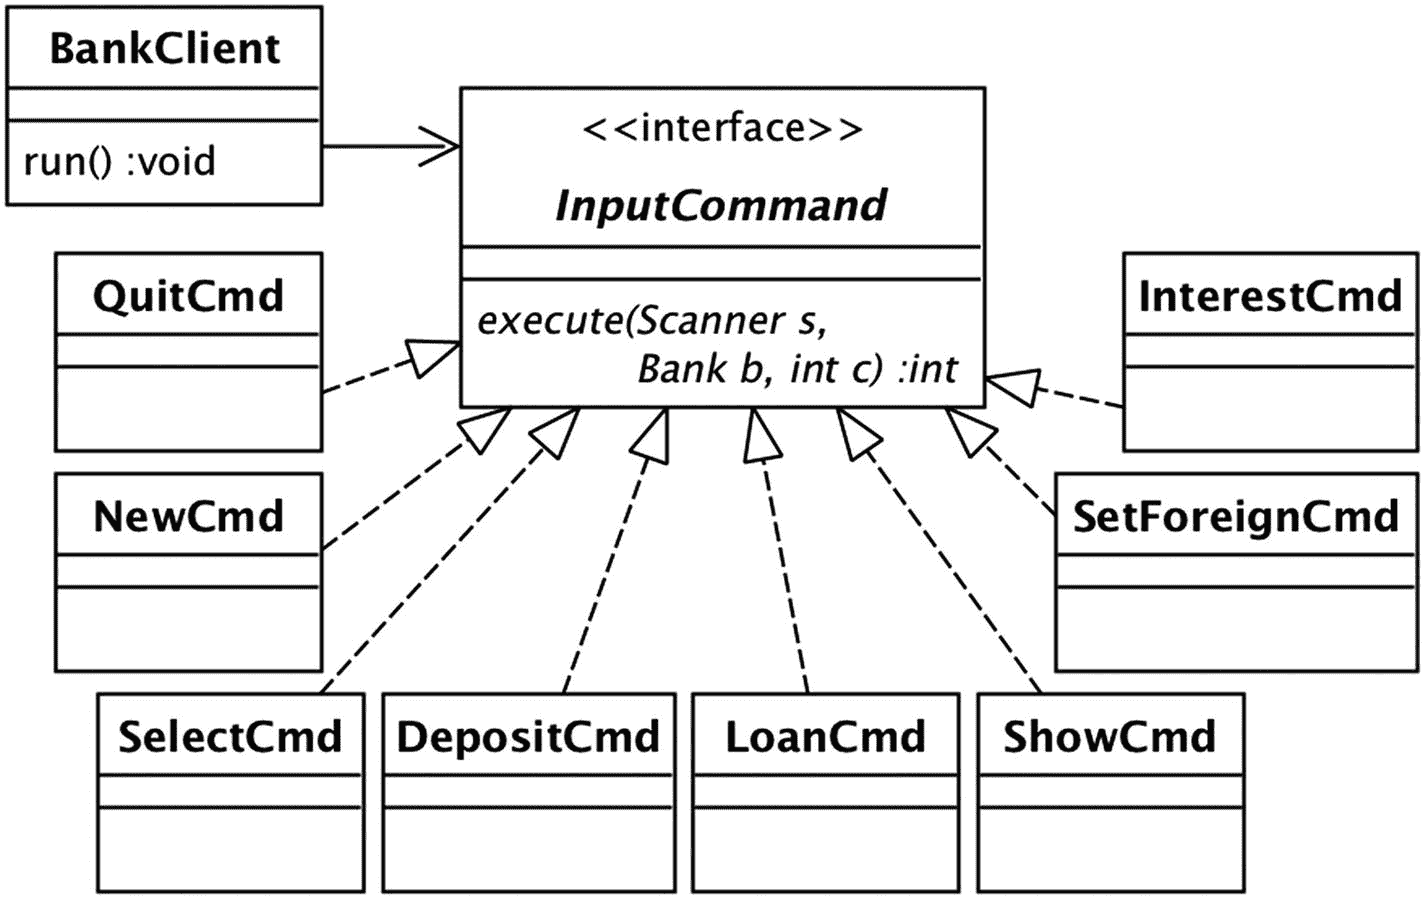 BankClient
run() :void
<<interface>>
InputCommand
execute(Scanner s,
Bank b, int c) :int
QuitCmd
InterestCmd
NewCmd
SetForeignCmd
SelectCmd
DepositCmd
LoanCmd
ShowCmd